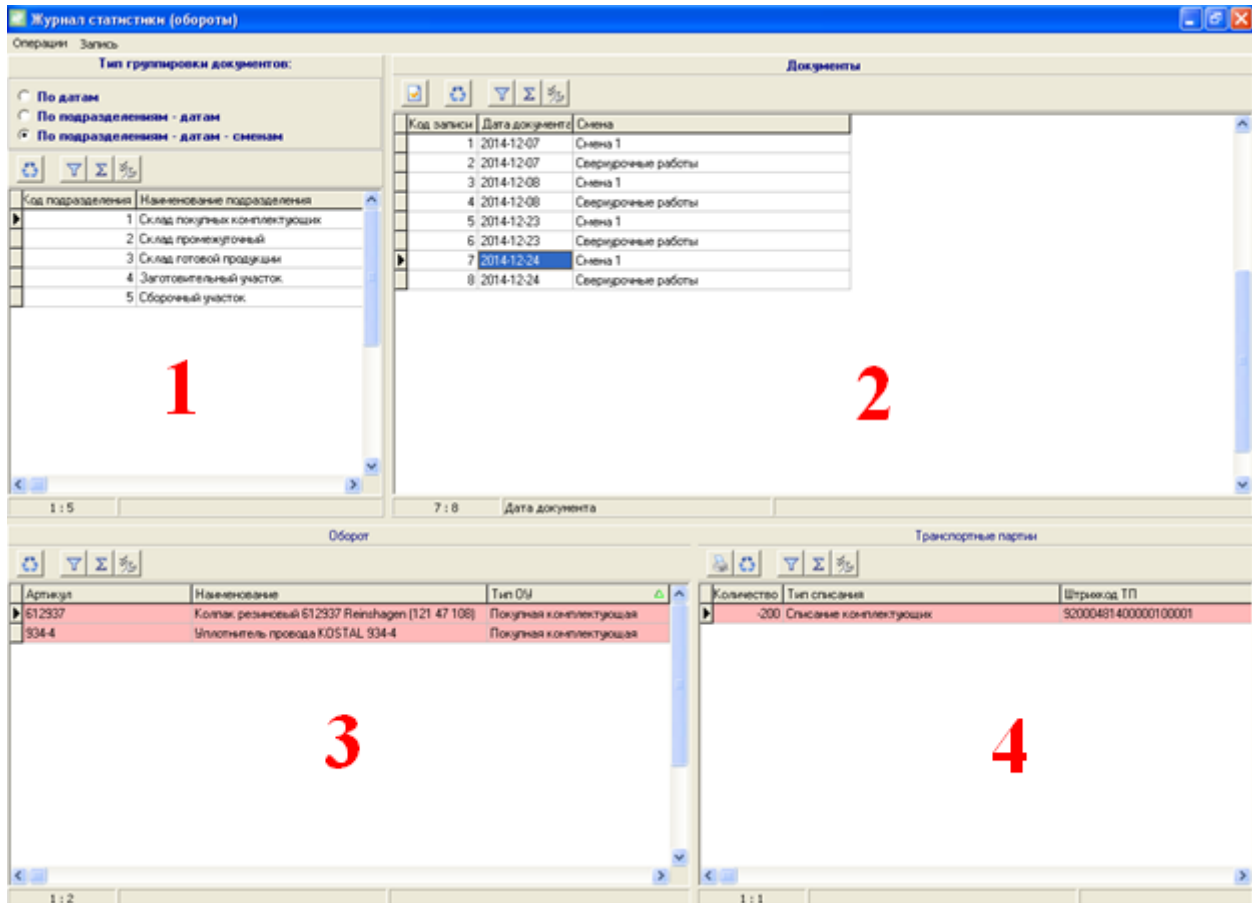 Журнал статистики (обороты)
Операции Запись
Тип группировки документов:
По датам
По подразделениям - датам
По подразделениям - датам - сменам
Код подразделения Наименование подразделения
1 Склад покупных комплектующих
2 Склад промежуточный
3 Склад готовой продукции
4 Заготовительный участок
5 Сборочный участок
1
1 : 5
Документы
Код записи Дата документа Смена
1 2014-12-07 Смена 1
2 2014-12-07 Сверхурочные работы
3 2014-12-08 Смена 1
4 2014-12-08 Сверхурочные работы
5 2014-12-23 Смена 1
6 2014-12-23 Сверхурочные работы
7 2014-12-24 Смена 1
8 2014-12-24 Сверхурочные работы
2
7 : 8 Дата документа
Оборот
Артикул Наименование Тип ОУ
612937 Колпак резиновый 612937 Reinshagen (121 47 108) Покупная комплектующая
934-4 Уплотнитель провода KOSTAL 934-4 Покупная комплектующая
3
1 : 2
Транспортные партии
Количество Тип списания Штрихкод ТП
-200 Списание комплектующих 92000481400000100001
4
1 : 1